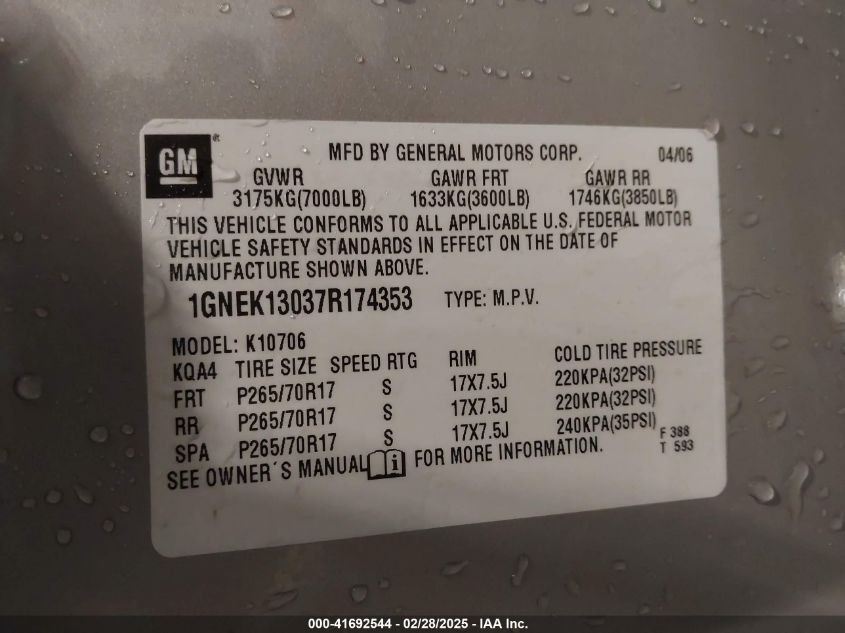 GM ®
MFD BY GENERAL MOTORS CORP. 04/06
GVWR GAWR FRT GAWR RR
3175KG(7000LB) 1633KG(3600LB) 1746KG(3850LB)
THIS VEHICLE CONFORMS TO ALL APPLICABLE U.S. FEDERAL MOTOR
VEHICLE SAFETY STANDARDS IN EFFECT ON THE DATE OF
MANUFACTURE SHOWN ABOVE.
1GNEK13037R174353 TYPE: M.P.V.
MODEL: K10706
KQA4 TIRE SIZE SPEED RTG RIM COLD TIRE PRESSURE
FRT P265/70R17 S 17X7.5J 220KPA(32PSI)
RR P265/70R17 S 17X7.5J 220KPA(32PSI)
SPA P265/70R17 S 17X7.5J 240KPA(35PSI)
F 388
T 593
SEE OWNER´S MANUAL i FOR MORE INFORMATION.
000-41692544 - 02/28/2025 - IAA Inc.